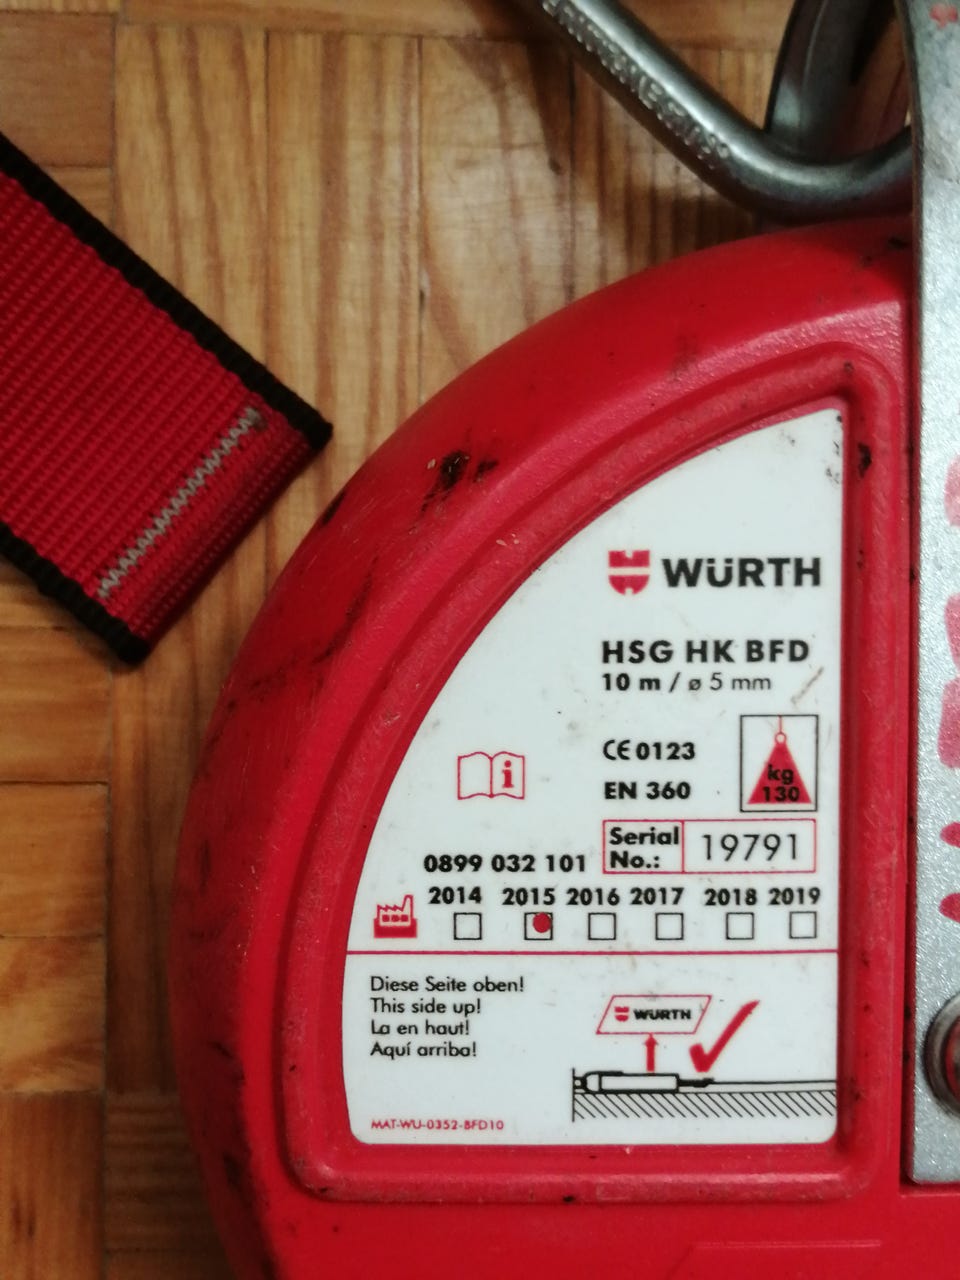 WÜRTH
HSG HK BFD
10 m / ø 5 mm
CE 0123
EN 360
kg
130
i
Serial No.: 19791
0899 032 101
2014 2015 2016 2017 2018 2019
Diese Seite oben!
This side up!
La en haut!
Aquí arriba!
WÜRTH
MAT-WU-0352-BFD10